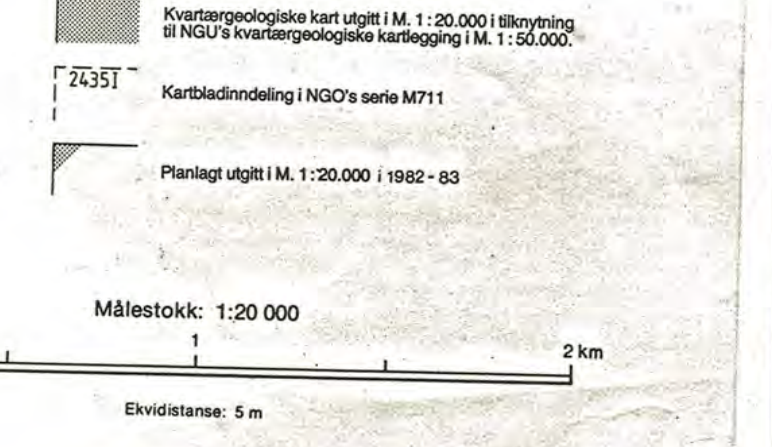 Kvartærgeologiske kart utgitt i M. 1:20.000 i tilknytning
til NGU's kvartærgeologiske kartlegging i M. 1:50.000.
2435I
Kartbladinndeling i NGO's serie M711
Planlagt utgitt i M. 1:20.000 i 1982-83
Målestokk: 1:20 000
1
2 km
Ekvidistanse: 5 m